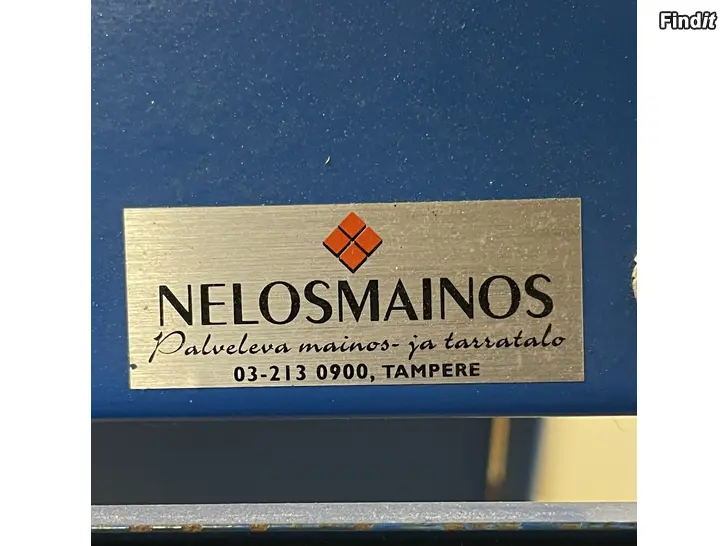 Findit
NELOSMAINOS
Palveleva mainos- ja tarratalo
03-213 0900, TAMPERE